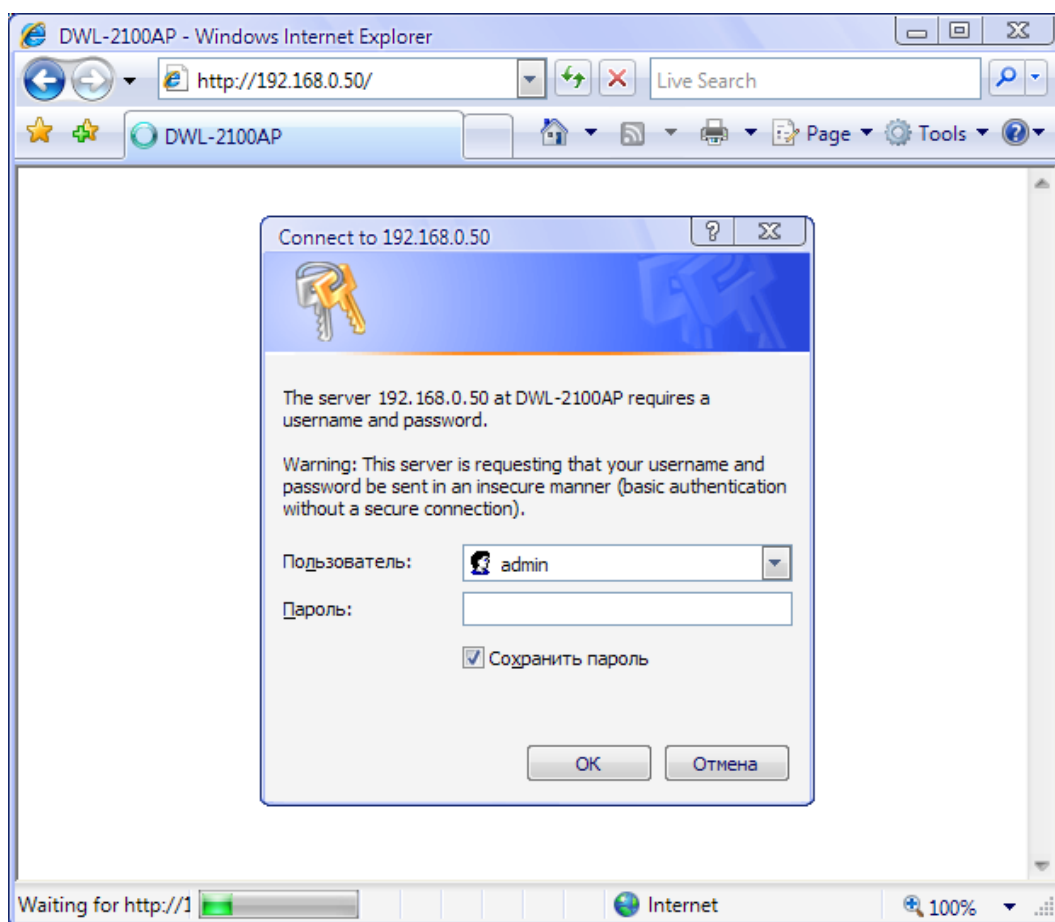 DWL-2100AP - Windows Internet Explorer
http://192.168.0.50/
Live Search
DWL-2100AP
Page
Tools
Connect to 192.168.0.50
The server 192.168.0.50 at DWL-2100AP requires a
username and password.
Warning: This server is requesting that your username and
password be sent in an insecure manner (basic authentication
without a secure connection).
Пользователь:
admin
Пароль:
Сохранить пароль
OK
Отмена
Waiting for http://1
Internet
100%